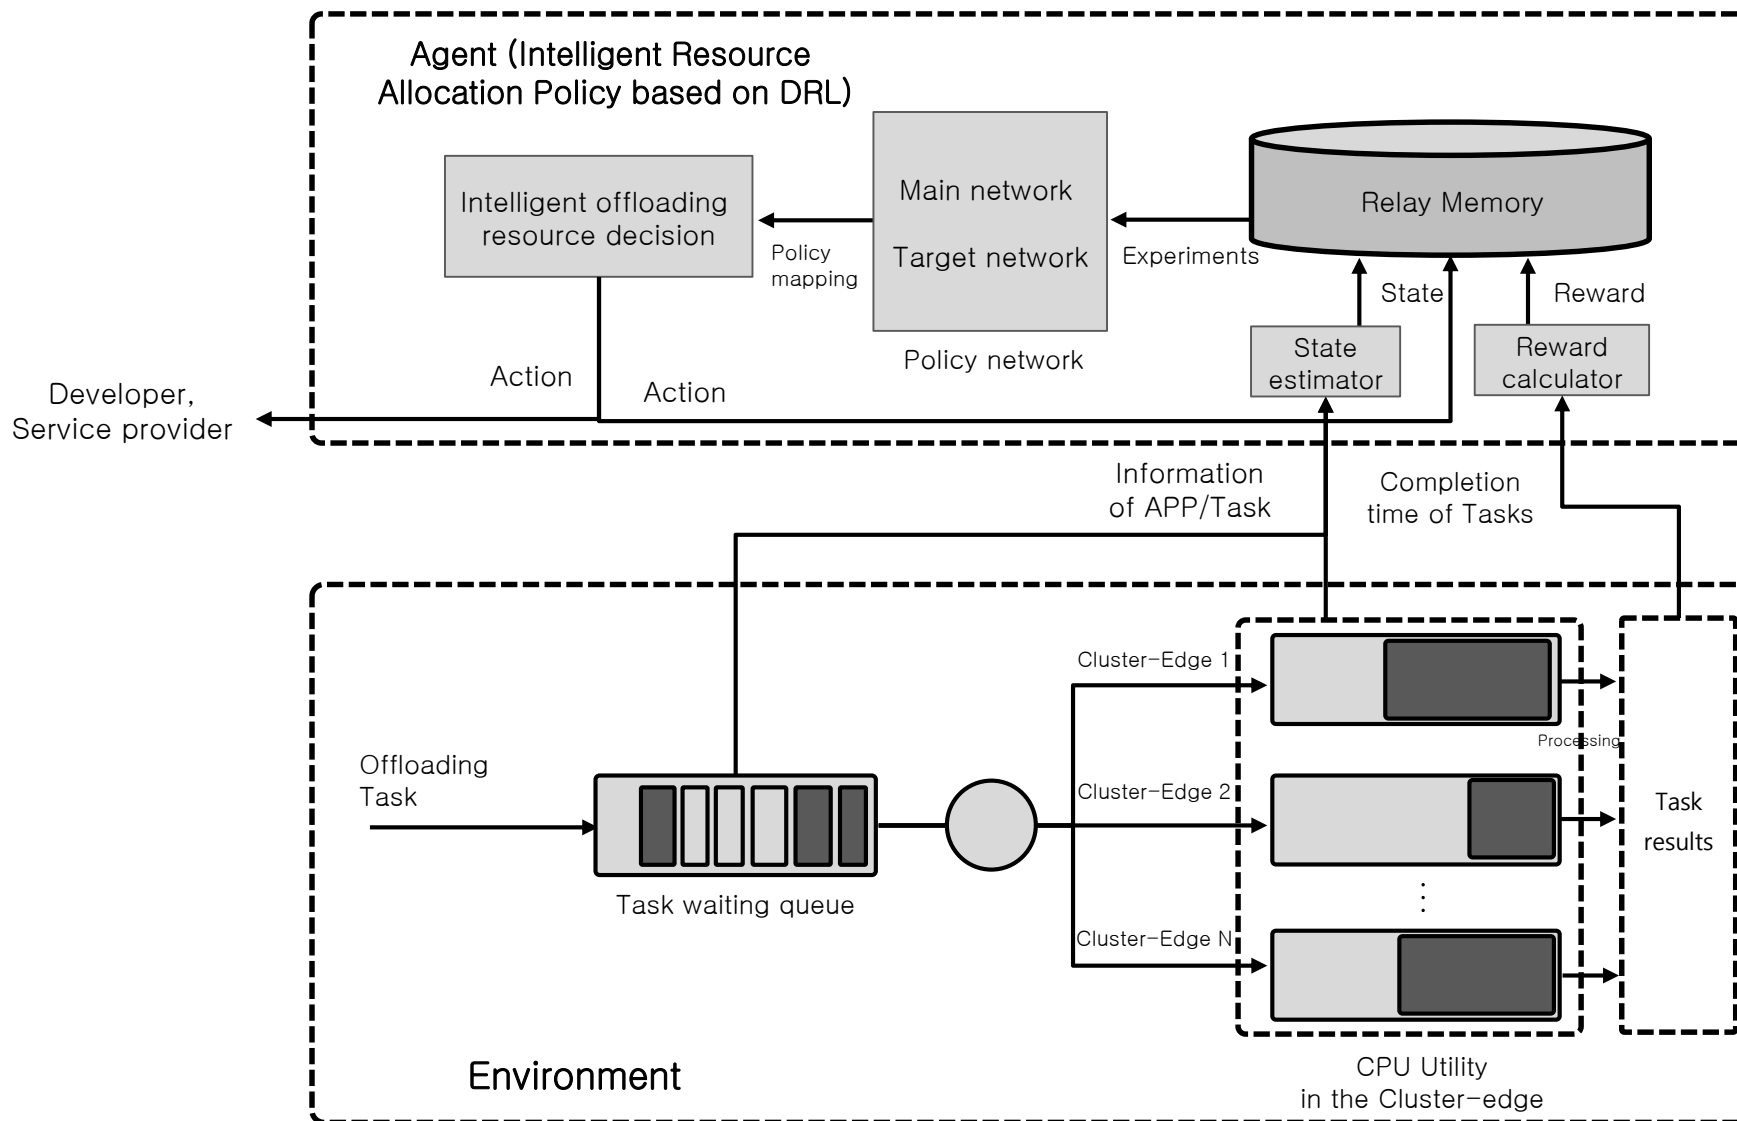 Agent (Intelligent Resource
Allocation Policy based on DRL)
Intelligent offloading
resource decision
Policy
mapping
Main network
Target network
Policy network
Experiments
Relay Memory
State
Reward
State
estimator
Reward
calculator
Action
Action
Developer,
Service provider
Information
of APP/Task
Completion
time of Tasks
Offloading
Task
Task waiting queue
Cluster-Edge 1
Cluster-Edge 2
Cluster-Edge N
Processing
⋮
Task
results
CPU Utility
in the Cluster-edge
Environment